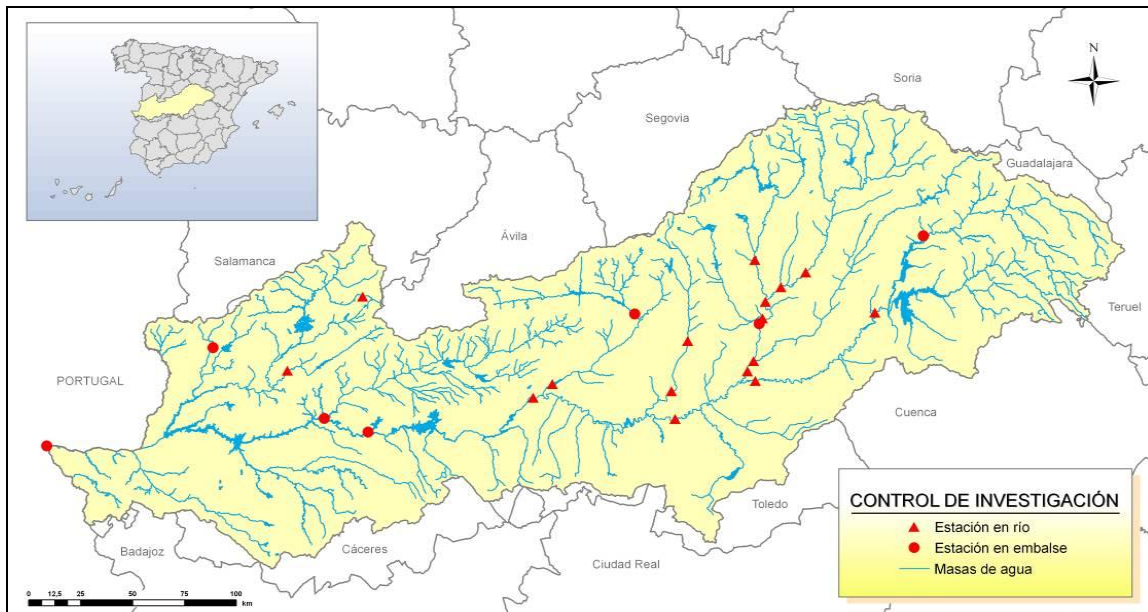 N
Soria
Segovia
Guadalajara
Ávila
Salamanca
Teruel
PORTUGAL
Cuenca
Toledo
Badajoz
Cáceres
Ciudad Real
CONTROL DE INVESTIGACIÓN
Estación en río
Estación en embalse
Masas de agua
0 12,5 25 50 75 100
km